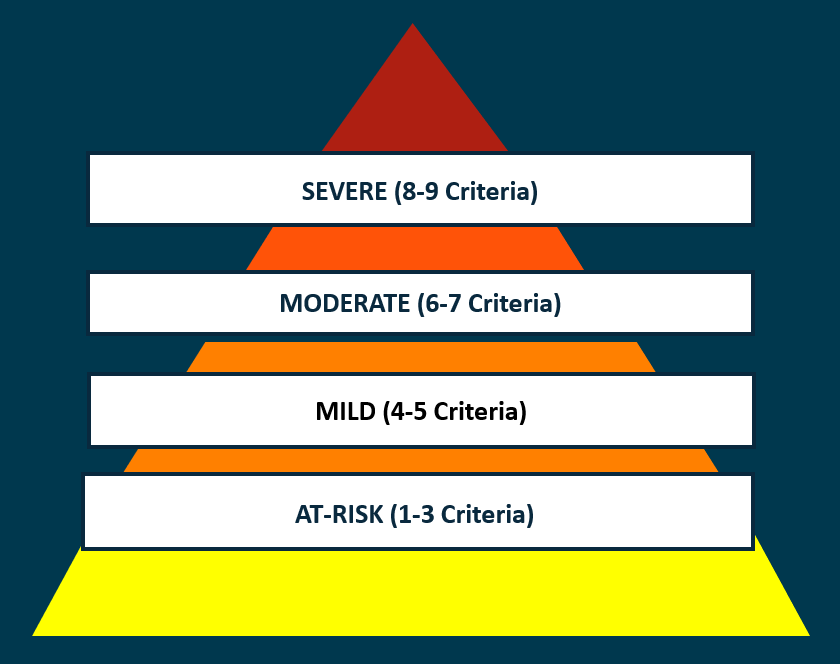 SEVERE (8-9 Criteria)
MODERATE (6-7 Criteria)
MILD (4-5 Criteria)
AT-RISK (1-3 Criteria)